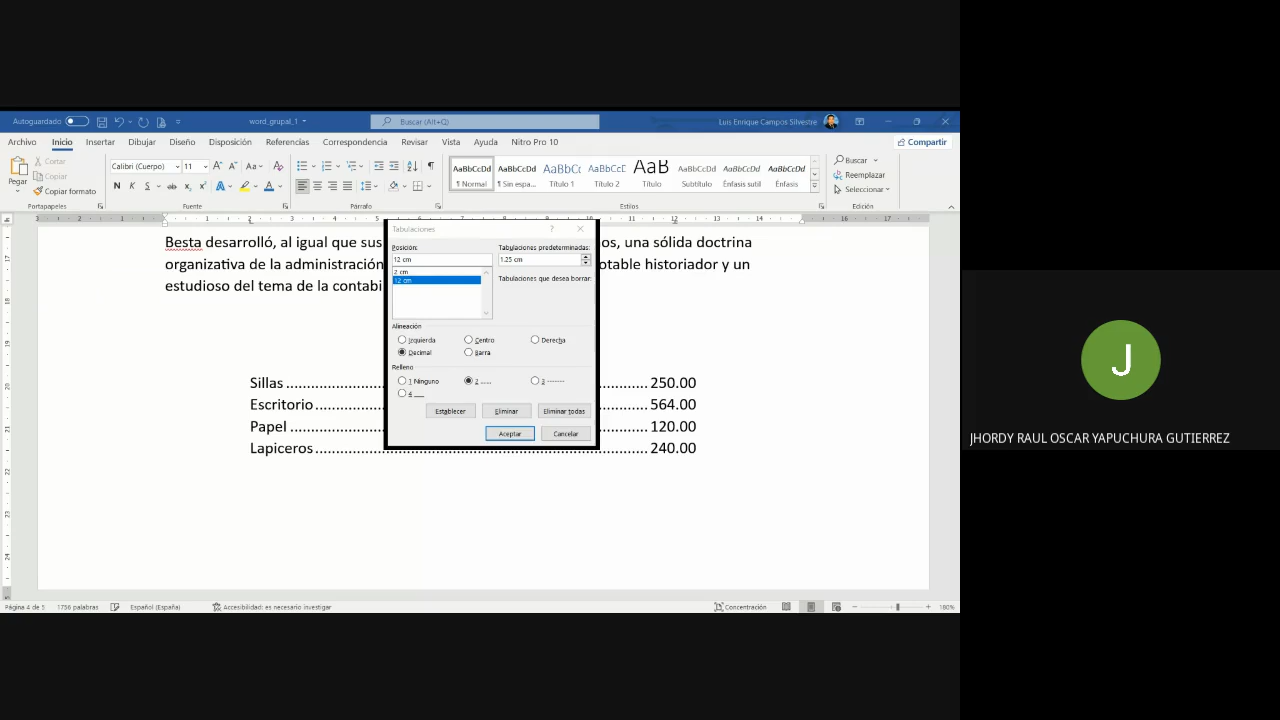 Autoguardado
word_grupal_1
Buscar (Alt+Q)
Luis Enrique Campos Silvestre
Archivo Inicio Insertar Dibujar Diseño Disposición Referencias Correspondencia Revisar Vista Ayuda Nitro Pro 10
Compartir
Pegar
Cortar
Copiar
Copiar formato
Portapapeles
Calibri (Cuerpo) 11
N K S
Fuente
Párrafo
AaBbCcDd AaBbCcDd AaBbCc AaBbCcE AaB AaBbCcDd AaBbCcDd AaBbCcDd
¶ Normal ¶ Sin espa... Título 1 Título 2 Título Subtítulo Énfasis sutil Énfasis
Estilos
Buscar
Reemplazar
Seleccionar
Edición
Besta desarrolló, al igual que sus
os, una sólida doctrina
organizativa de la administración
otable historiador y un
estudioso del tema de la contabi
Sillas ........ 250.00
Escritorio ........ 564.00
Papel ........ 120.00
Lapiceros ........ 240.00
Tabulaciones ?
Posición: Tabulaciones predeterminadas:
12 cm 1.25 cm
2 cm
12 cm
Tabulaciones que desea borrar:
Alineación
Izquierda Centro Derecha
Decimal Barra
Relleno
1 Ninguno 2 ...... 3 -------
4 ___
Establecer Eliminar Eliminar todas
Aceptar Cancelar
Página 4 de 5 1756 palabras Español (España) Accesibilidad: es necesario investigar
Concentración
180%
J
JHORDY RAUL OSCAR YAPUCHURA GUTIERREZ